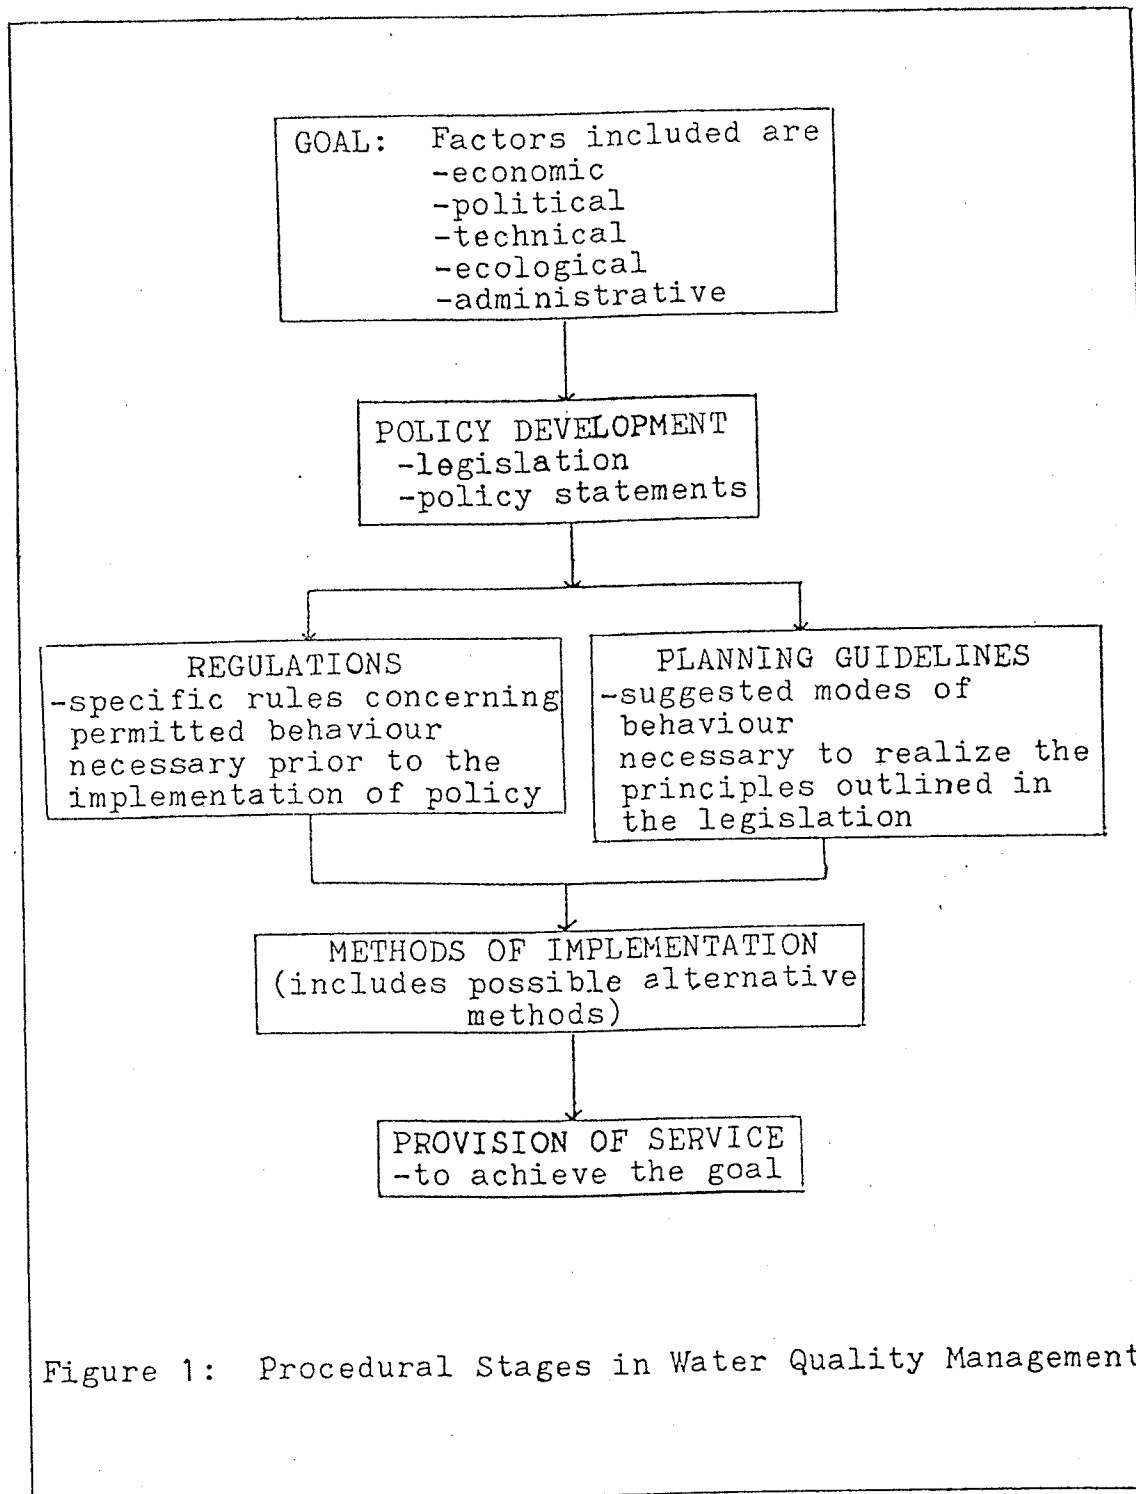 GOAL: Factors included are
-economic
-political
-technical
-ecological
-administrative
POLICY DEVELOPMENT
-legislation
-policy statements
REGULATIONS
-specific rules concerning
permitted behaviour
necessary prior to the
implementation of policy
PLANNING GUIDELINES
-suggested modes of
behaviour
necessary to realize the
principles outlined in
the legislation
METHODS OF IMPLEMENTATION
(includes possible alternative
methods)
PROVISION OF SERVICE
-to achieve the goal
Figure 1: Procedural Stages in Water Quality Management